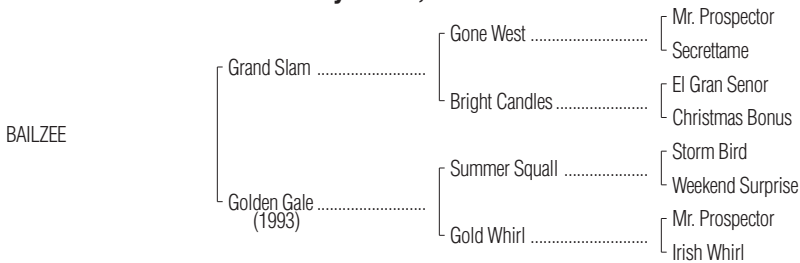 Mr. Prospector
Gone West ............................
Secrettame
Grand Slam ..........................
El Gran Senor
Bright Candles ......................
Christmas Bonus
BAILZEE
Storm Bird
Summer Squall ....................
Weekend Surprise
Golden Gale ..........................
(1993)
Mr. Prospector
Gold Whirl ............................
Irish Whirl